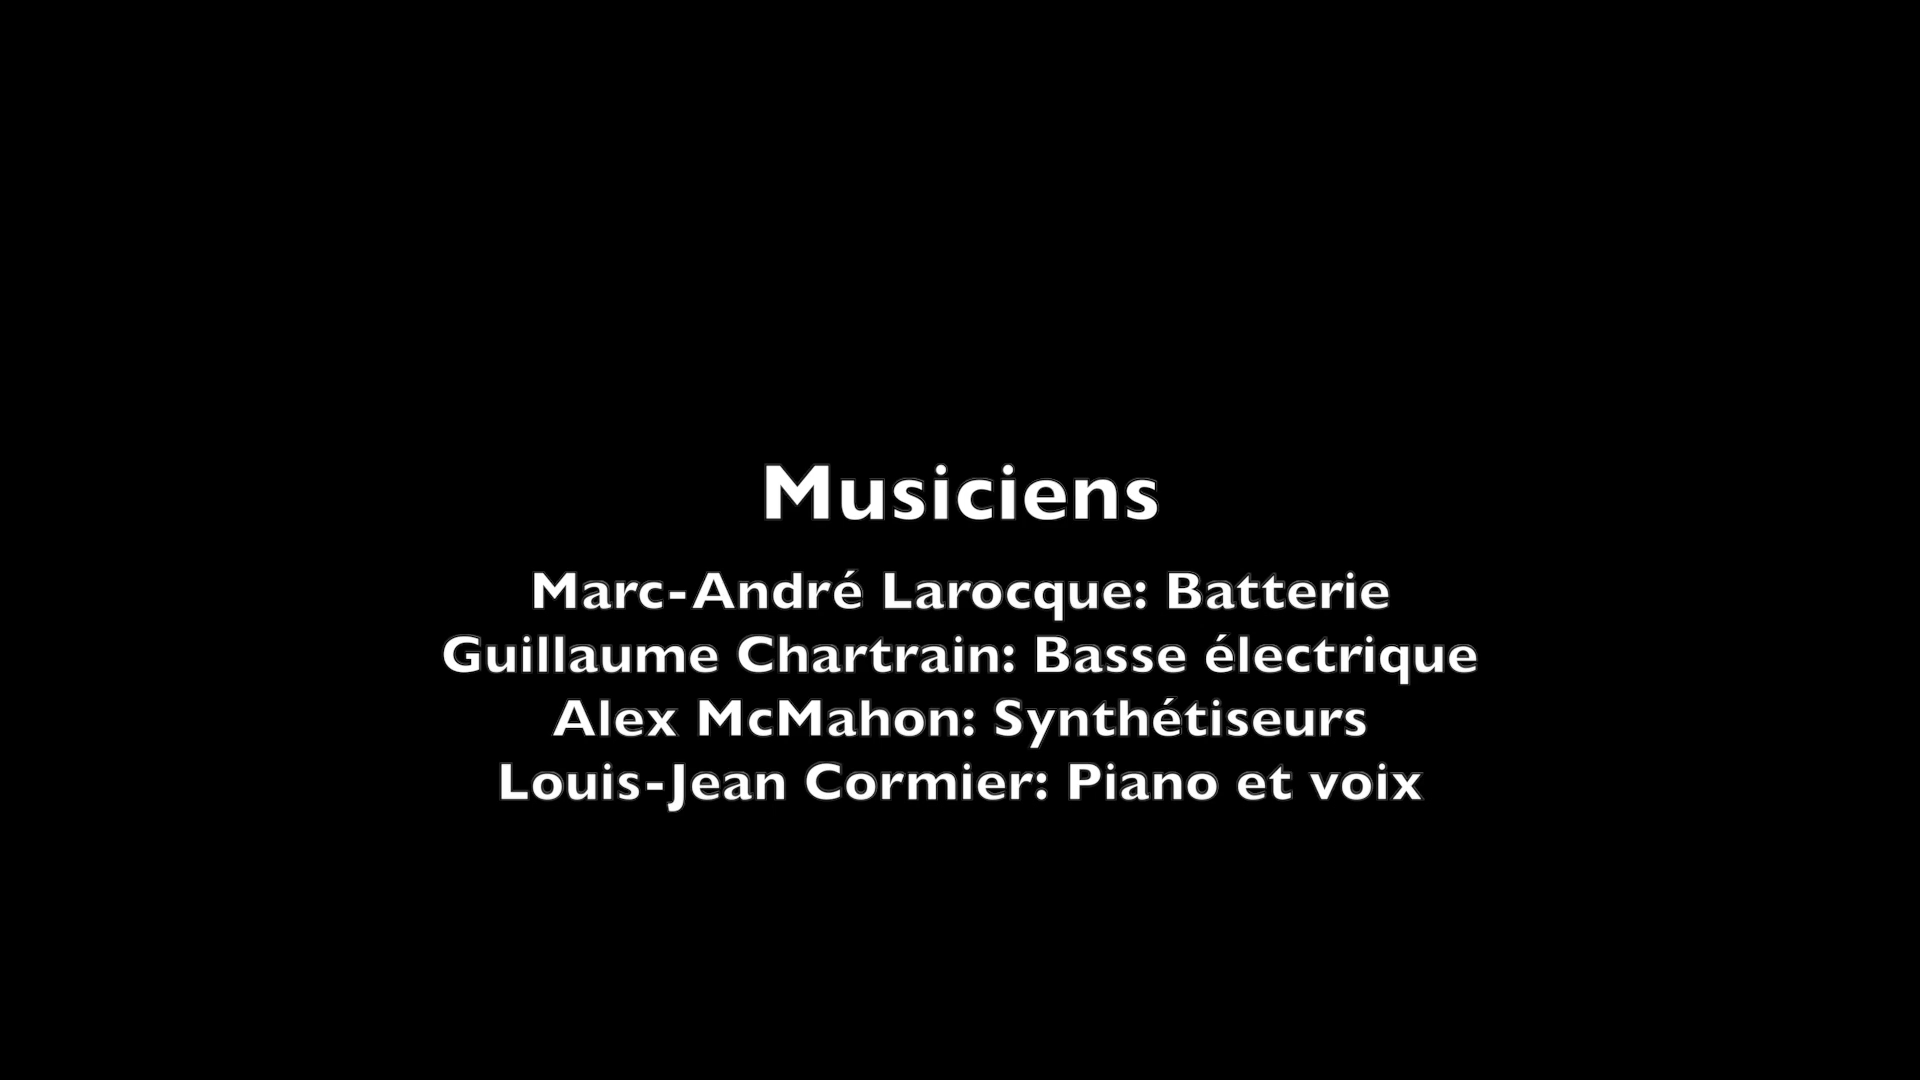 Musiciens
Marc-André Larocque: Batterie
Guillaume Chartrain: Basse électrique
Alex McMahon: Synthétiseurs
Louis-Jean Cormier: Piano et voix